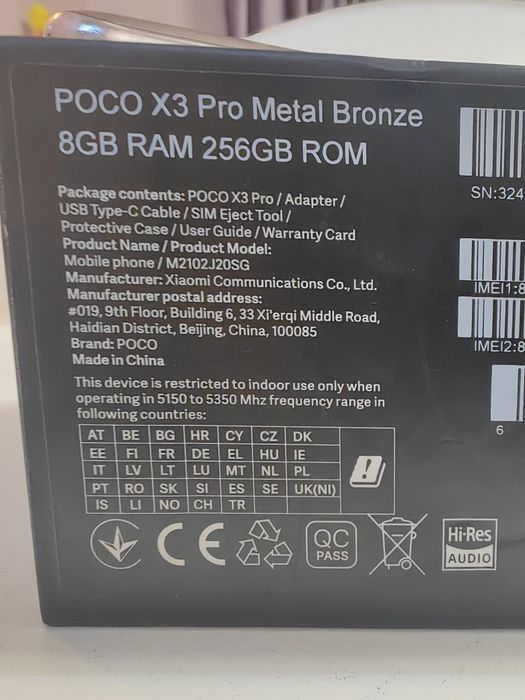 POCO X3 Pro Metal Bronze
8GB RAM 256GB ROM
Package contents: POCO X3 Pro / Adapter /
USB Type-C Cable / SIM Eject Tool /
Protective Case / User Guide / Warranty Card
Product Name / Product Model:
Mobile phone / M2102J20SG
Manufacturer: Xiaomi Communications Co., Ltd.
Manufacturer postal address:
#019, 9th Floor, Building 6, 33 Xi'erqi Middle Road,
Haidian District, Beijing, China, 100085
Brand: POCO
Made in China
This device is restricted to indoor use only when
operating in 5150 to 5350 Mhz frequency range in
following countries:
AT BE BG HR CY CZ DK
EE FI FR DE EL HU IE
IT LV LT LU MT NL PL
PT RO SK SI ES SE UK(NI)
IS LI NO CH TR
CE
QC
PASS
Hi-Res
AUDIO
SN:324
IMEI1:8
IMEI2:8
6